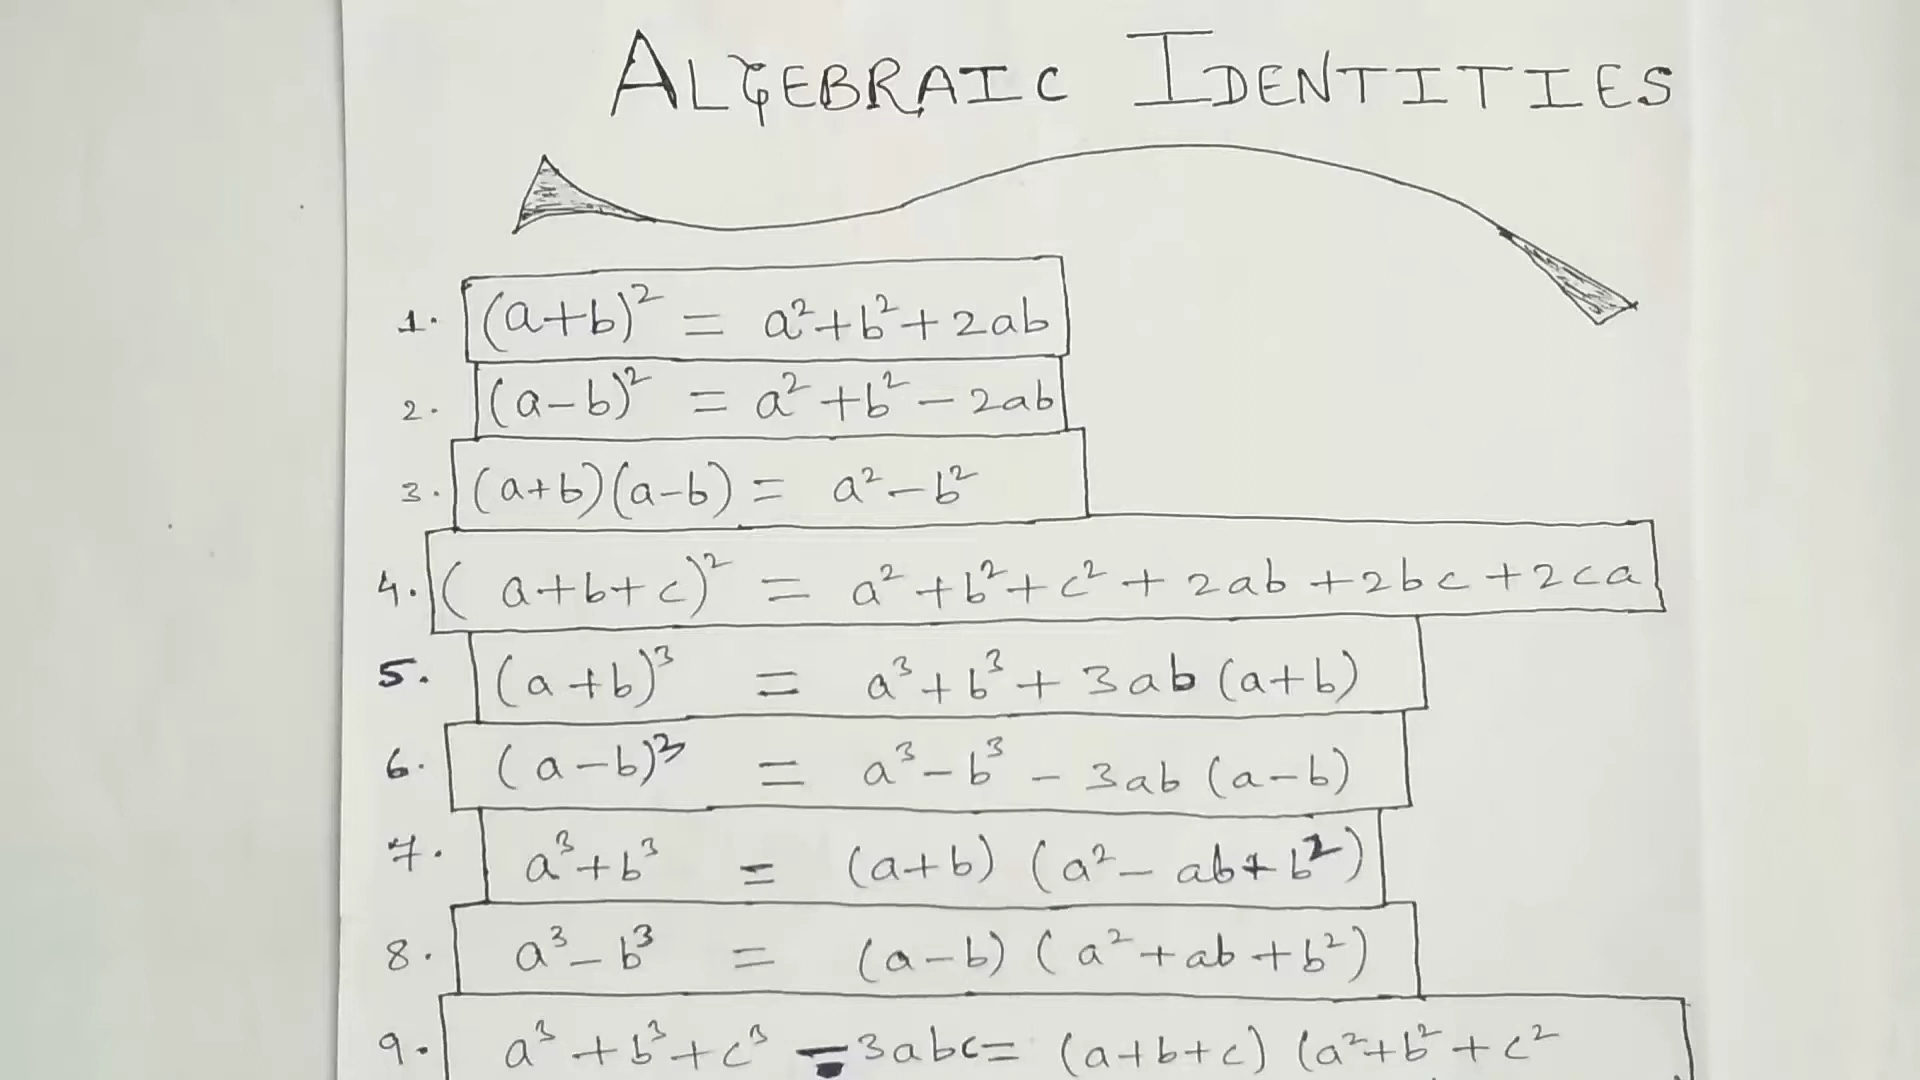 ALGEBRAIC IDENTITIES
1. (a+b)² = a²+b²+2ab
2. (a-b)² = a²+b²-2ab
3. (a+b)(a-b) = a²-b²
4. (a+b+c)² = a²+b²+c²+2ab+2bc+2ca
5. (a+b)³ = a³+b³+3ab(a+b)
6. (a-b)³ = a³-b³-3ab(a-b)
7. a³+b³ = (a+b)(a²-ab+b²)
8. a³-b³ = (a-b)(a²+ab+b²)
9. a³+b³+c³-3abc = (a+b+c)(a²+b²+c²